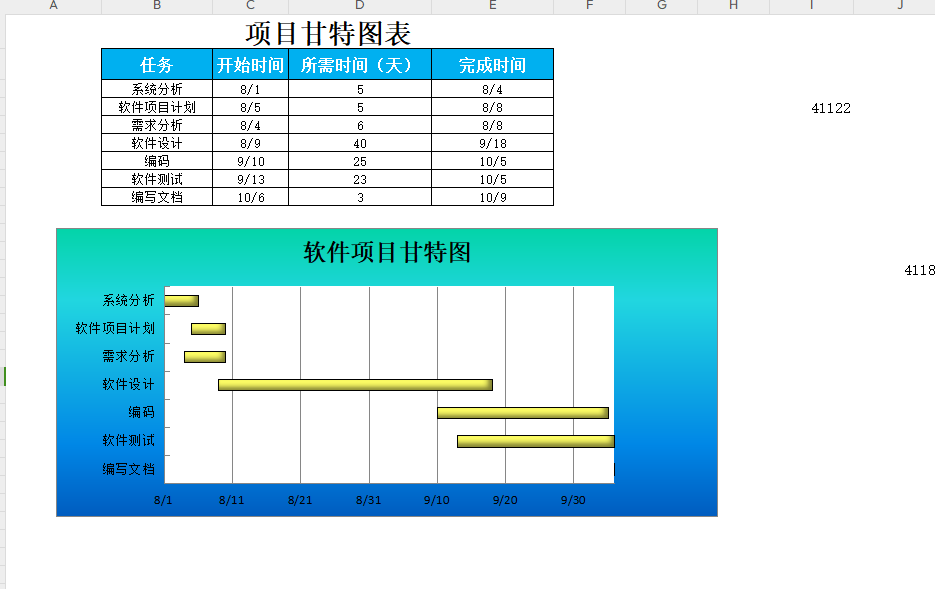 A B C D E F G H I J
项目甘特图表
任务 开始时间 所需时间（天） 完成时间
系统分析 8/1 5 8/4
软件项目计划 8/5 5 8/8
41122
需求分析 8/4 6 8/8
软件设计 8/9 40 9/18
编码 9/10 25 10/5
软件测试 9/13 23 10/5
编写文档 10/6 3 10/9
软件项目甘特图
4118
系统分析
软件项目计划
需求分析
软件设计
编码
软件测试
编写文档
8/1 8/11 8/21 8/31 9/10 9/20 9/30